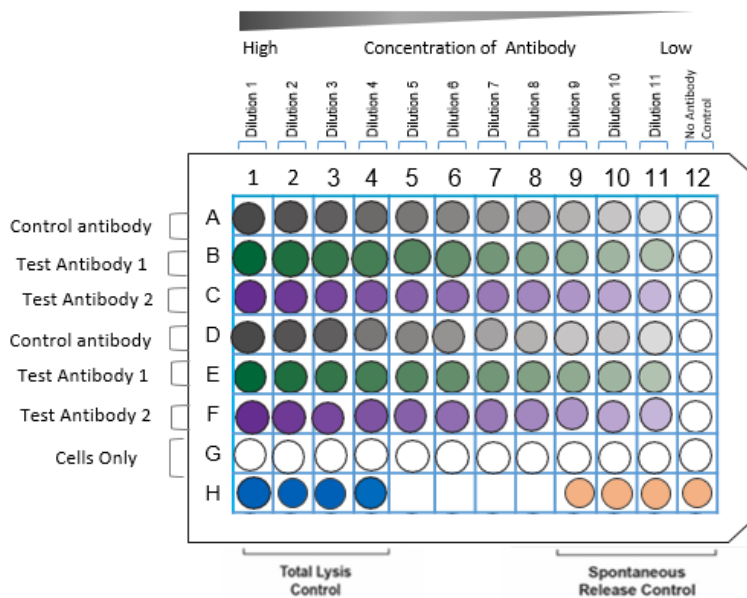 High Concentration of Antibody Low
Dilution 1
Dilution 2
Dilution 3
Dilution 4
Dilution 5
Dilution 6
Dilution 7
Dilution 8
Dilution 9
Dilution 10
Dilution 11
No Antibody
Control
1 2 3 4 5 6 7 8 9 10 11 12
Control antibody A
Test Antibody 1 B
Test Antibody 2 C
Control antibody D
Test Antibody 1 E
Test Antibody 2 F
Cells Only G
H
Total Lysis
Control
Spontaneous
Release Control